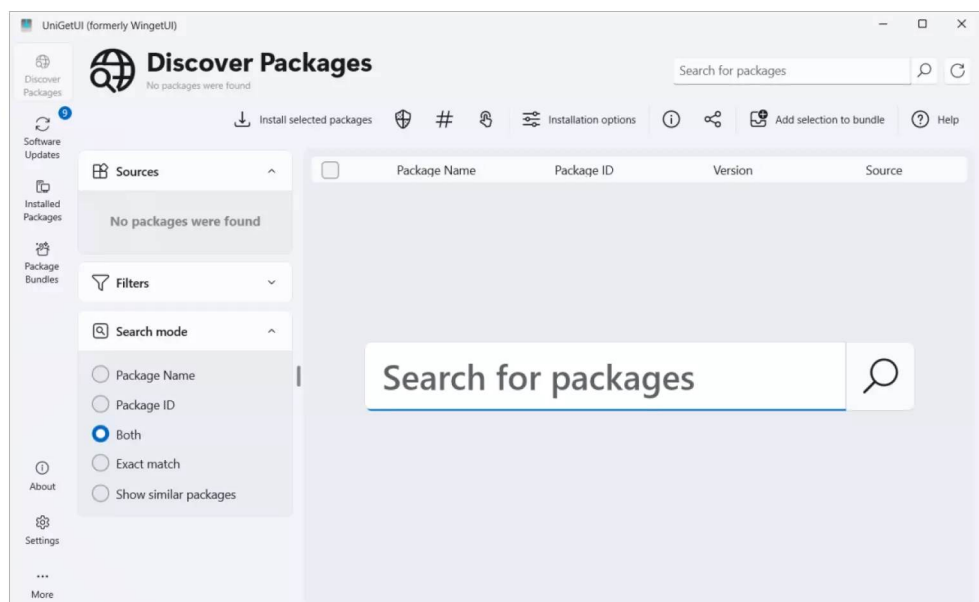 UniGetUI (formerly WingetUI)
Discover
Packages
Discover Packages
No packages were found
Search for packages
9
Software
Updates
Install selected packages
Installation options
Add selection to bundle
Help
Installed
Packages
Package
Bundles
Sources
No packages were found
Filters
Search mode
Package Name
Package ID
Both
Exact match
Show similar packages
Package Name
Package ID
Version
Source
Search for packages
About
Settings
More